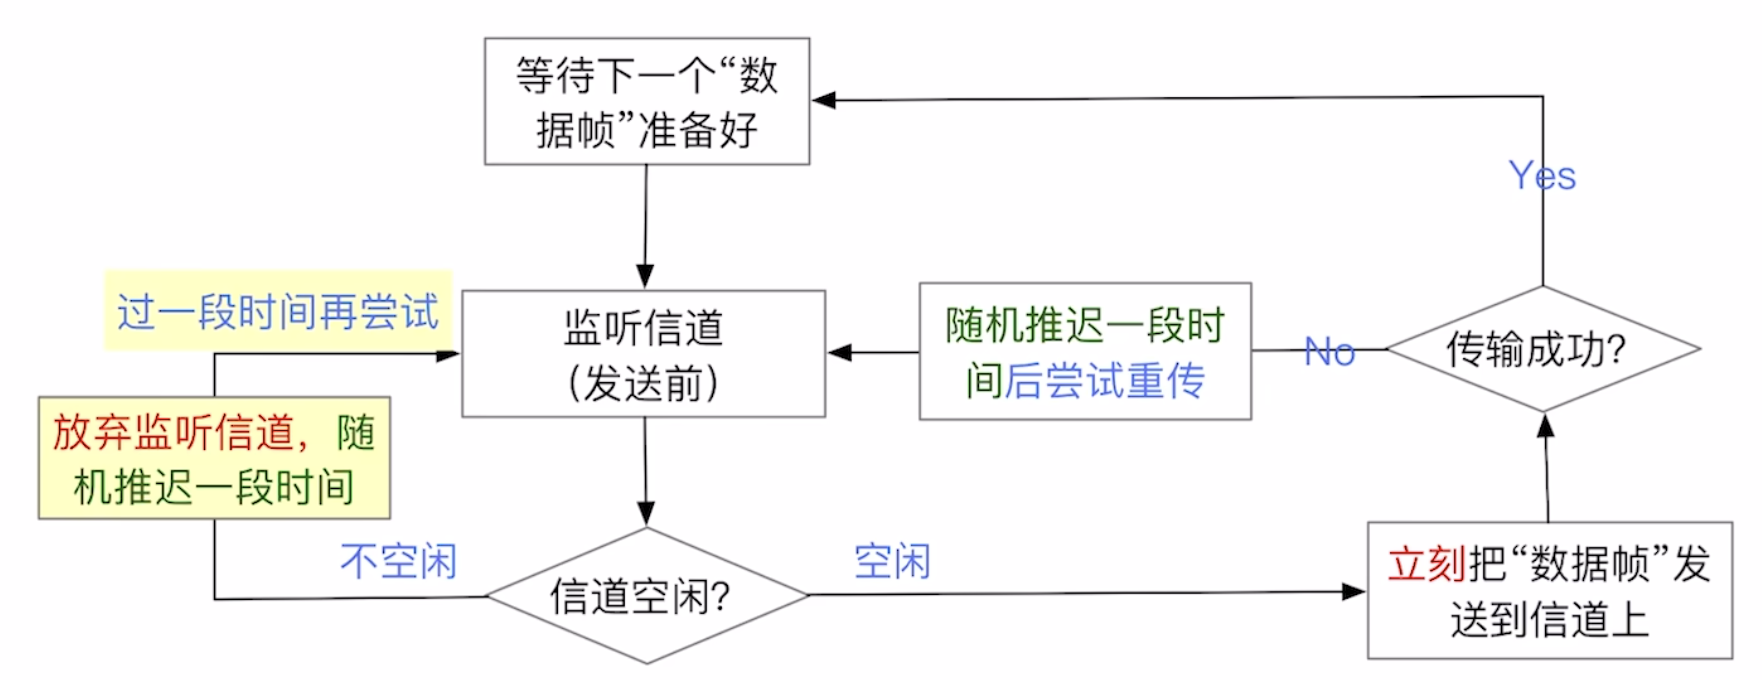 等待下一个“数
据帧”准备好
Yes
过一段时间再尝试
监听信道
（发送前）
随机推迟一段时
间后尝试重传
No
传输成功？
放弃监听信道，随
机推迟一段时间
不空闲
信道空闲？
空闲
立刻把“数据帧”发
送到信道上